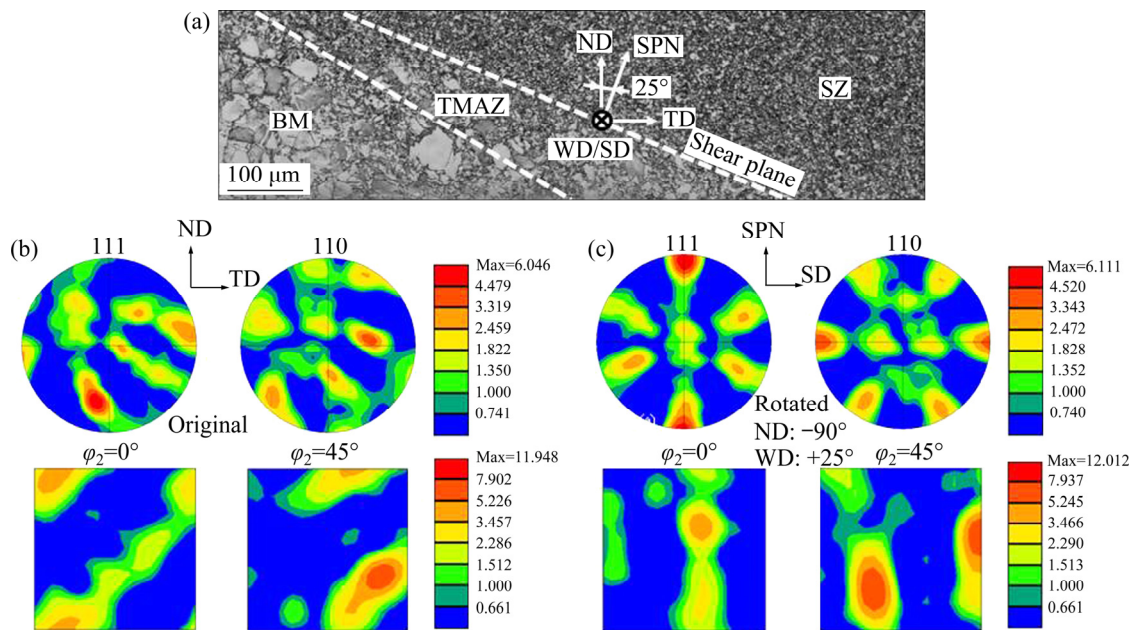 (a)
ND
SPN
25°
SZ
TMAZ
TD
BM
WD/SD
Shear plane
100 μm
(b)
ND
TD
111
110
Max=6.046
4.479
3.319
2.459
1.822
1.352
1.000
0.741
Original
φ2=0°
φ2=45°
Max=11.948
7.902
5.226
3.457
2.286
1.512
1.000
0.661
(c)
SPN
SD
111
110
Max=6.111
4.520
3.343
2.472
1.828
1.352
1.000
0.740
Rotated
ND: −90°
WD: +25°
φ2=0°
φ2=45°
Max=12.012
7.937
5.245
3.466
2.290
1.513
1.000
0.661